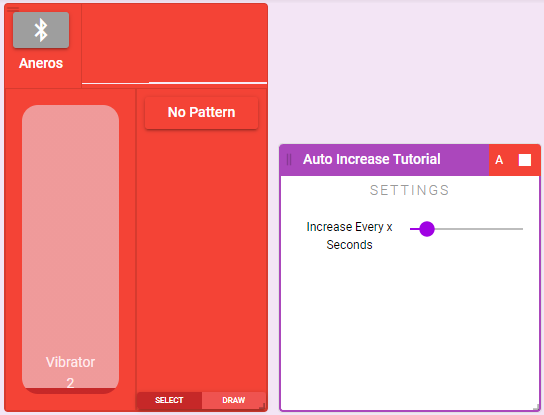 Aneros
No Pattern
Vibrator
2
SELECT
DRAW
Auto Increase Tutorial
A
SETTINGS
Increase Every x
Seconds